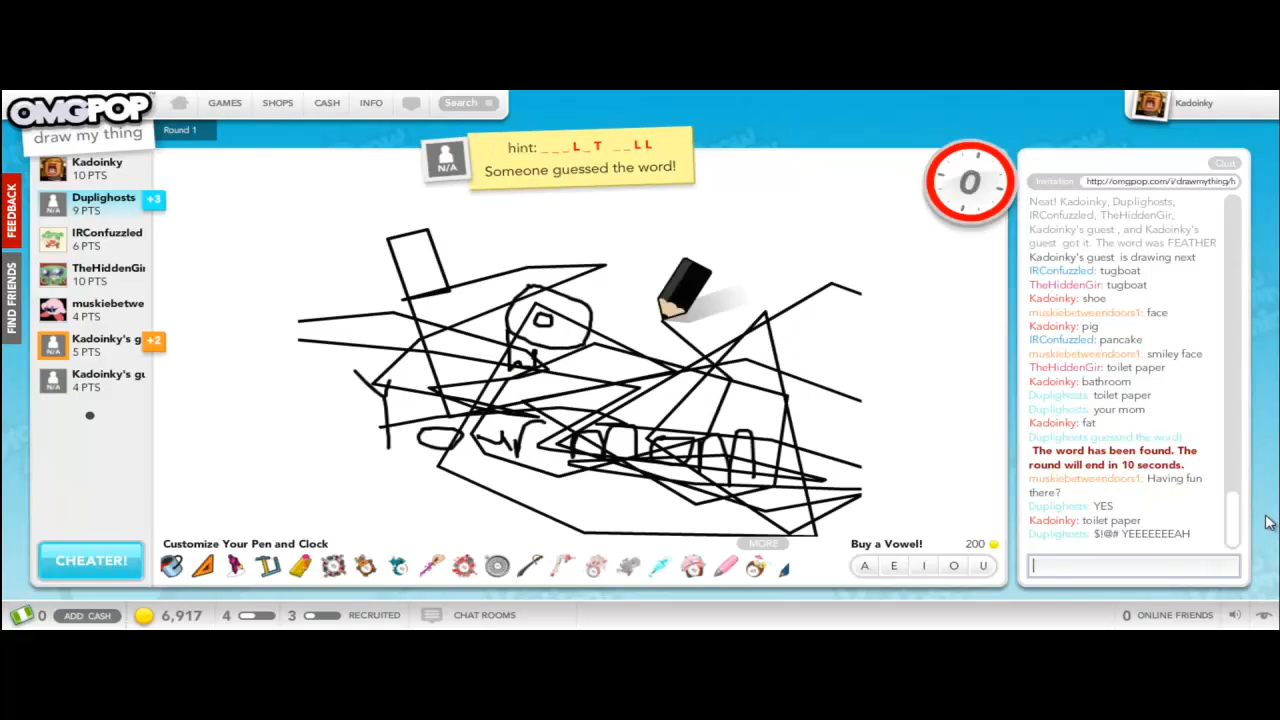 OMGPOP
draw my thing
GAMES
SHOPS
CASH
INFO
Search
Kadoinky
Round 1
hint: _ _ _ L _ T _ _ L L
Someone guessed the word!
N/A
0
FEEDBACK
FIND FRIENDS
Kadoinky
10 PTS
Duplighosts
9 PTS
+3
N/A
IRConfuzzled
6 PTS
TheHiddenGir
10 PTS
muskiebetwe
4 PTS
Kadoinky's g
5 PTS
+2
N/A
Kadoinky's gu
4 PTS
N/A
CHEATER!
ur mom
Quit
Invitation
http://omgpop.com/i/drawmything/h
Neat! Kadoinky, Duplighosts,
IRConfuzzled, TheHiddenGir,
Kadoinky's guest , and Kadoinky's
guest got it. The word was FEATHER
Kadoinky's guest is drawing next
IRConfuzzled: tugboat
TheHiddenGir: tugboat
Kadoinky: shoe
muskiebetweendoors1: face
Kadoinky: pig
IRConfuzzled: pancake
muskiebetweendoors1: smiley face
TheHiddenGir: toilet paper
Kadoinky: bathroom
Duplighosts: toilet paper
Duplighosts: your mom
Kadoinky: fat
Duplighosts guessed the word!
The word has been found. The
round will end in 10 seconds.
muskiebetweendoors1: Having fun
there?
Duplighosts: YES
Kadoinky: toilet paper
Duplighosts: $!@# YEEEEEEEAH
Customize Your Pen and Clock
MORE
Buy a Vowel!
200
A E I O U
0
ADD CASH
6,917
4
3
RECRUITED
CHAT ROOMS
0 ONLINE FRIENDS